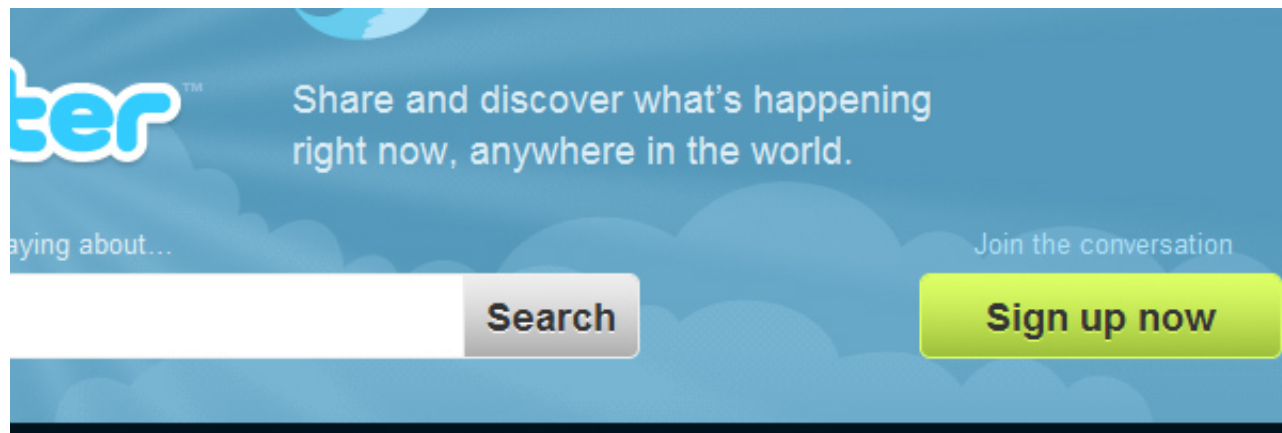 ter™
Share and discover what’s happening
right now, anywhere in the world.
aying about...
Join the conversation
Search
Sign up now